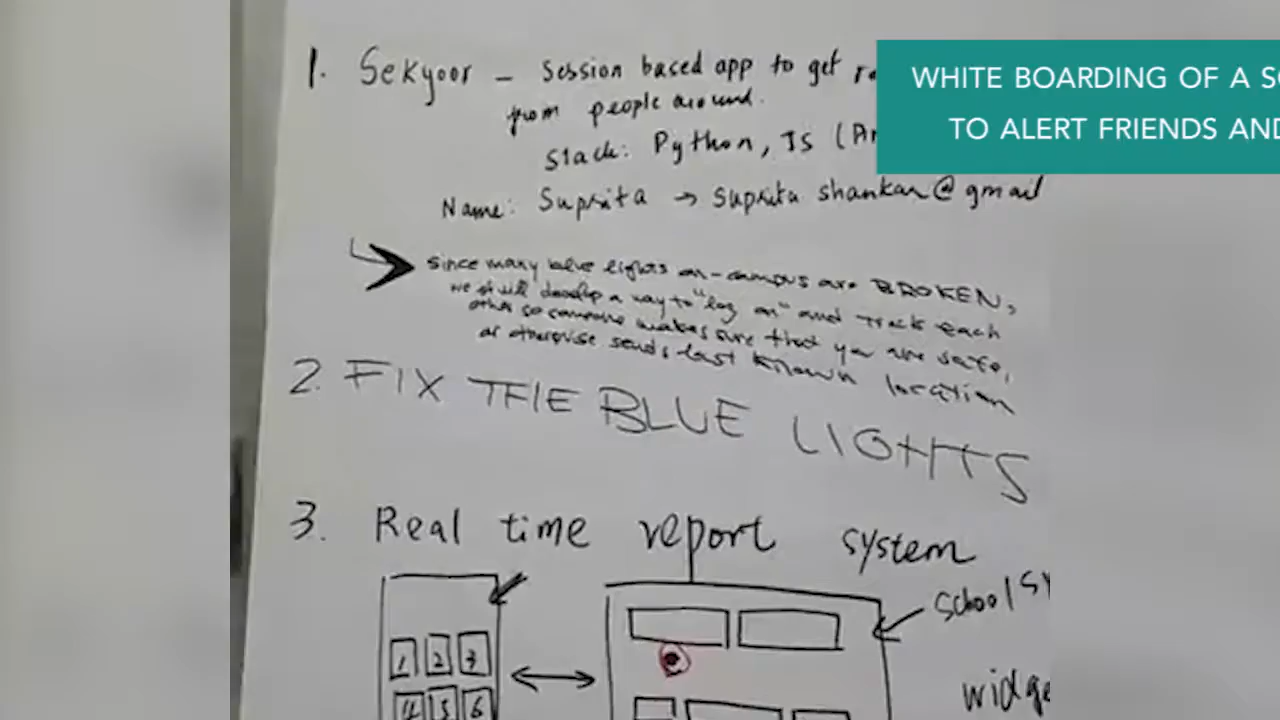 1. Sekyoor – Session based app to get
from people around.
Stack: Python, JS (
Name: Suprita → suprita shankar@gmail
since many blue lights on-campus are BROKEN,
we will develop a way to "log on" and track each
other so someone makes sure that you are safe,
or otherwise sends last known location
2. FIX THE BLUE LIGHTS
3. Real time report system
school
1 2 3
4 5 6
WHITE BOARDING OF A
TO ALERT FRIENDS AND